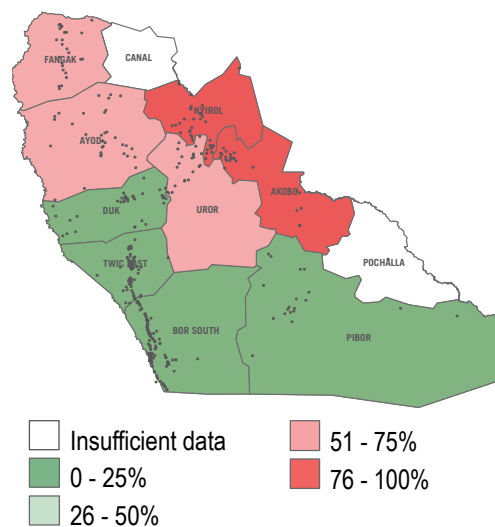 FANGAK
CANAL
NYIROL
AYOD
AKOBO
DUK
UROR
TWIC EAST
POCHALLA
BOR SOUTH
PIBOR
Insufficient data
0 - 25%
26 - 50%
51 - 75%
76 - 100%